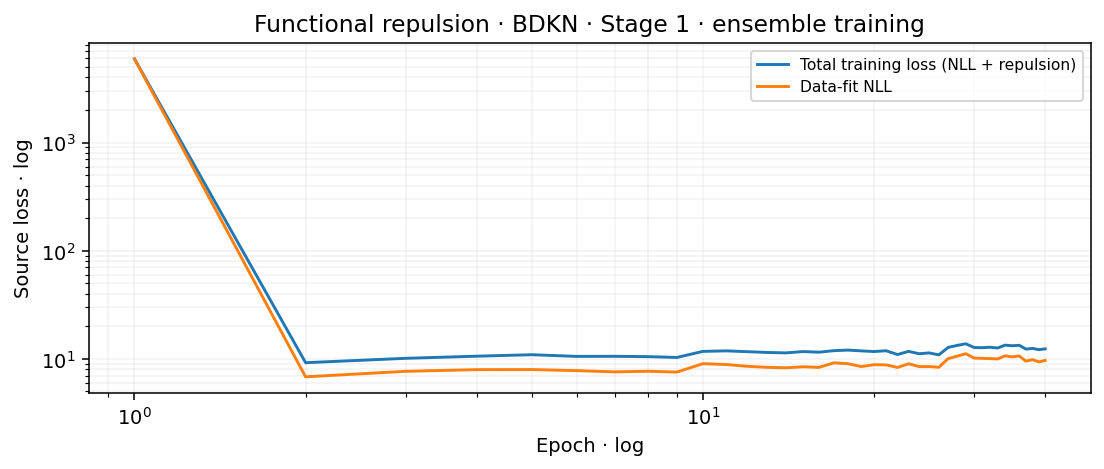 Functional repulsion · BDKN · Stage 1 · ensemble training
Total training loss (NLL + repulsion)
Data-fit NLL
Source loss · log
10³
10²
10¹
10⁰
10¹
Epoch · log